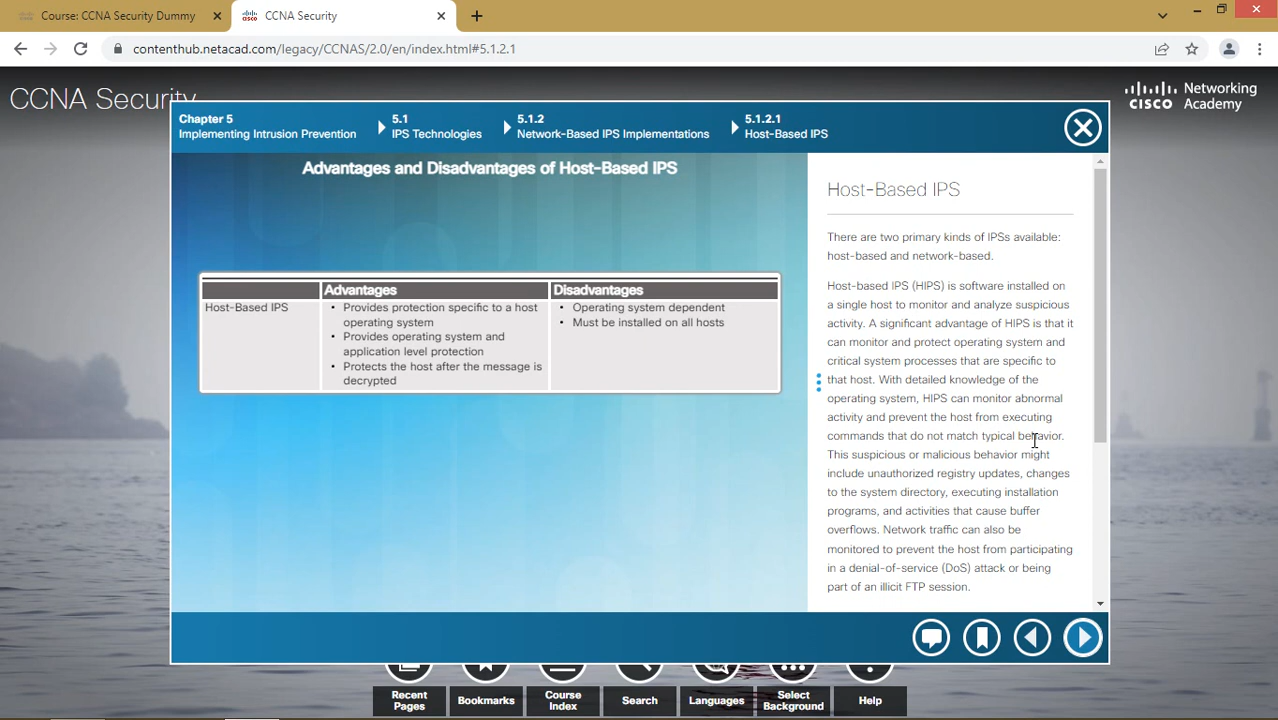 Course: CCNA Security Dummy
CCNA Security
contenthub.netacad.com/legacy/CCNAS/2.0/en/index.html#5.1.2.1
CCNA Security
Networking
CISCO Academy
Chapter 5
Implementing Intrusion Prevention
5.1
IPS Technologies
5.1.2
Network-Based IPS Implementations
5.1.2.1
Host-Based IPS
Advantages and Disadvantages of Host-Based IPS
Advantages
Disadvantages
Host-Based IPS
• Provides protection specific to a host
operating system
• Provides operating system and
application level protection
• Protects the host after the message is
decrypted
• Operating system dependent
• Must be installed on all hosts
Host-Based IPS
There are two primary kinds of IPSs available:
host-based and network-based.
Host-based IPS (HIPS) is software installed on
a single host to monitor and analyze suspicious
activity. A significant advantage of HIPS is that it
can monitor and protect operating system and
critical system processes that are specific to
that host. With detailed knowledge of the
operating system, HIPS can monitor abnormal
activity and prevent the host from executing
commands that do not match typical behavior.
This suspicious or malicious behavior might
include unauthorized registry updates, changes
to the system directory, executing installation
programs, and activities that cause buffer
overflows. Network traffic can also be
monitored to prevent the host from participating
in a denial-of-service (DoS) attack or being
part of an illicit FTP session.
Recent
Pages
Bookmarks
Course
Index
Search
Languages
Select
Background
Help